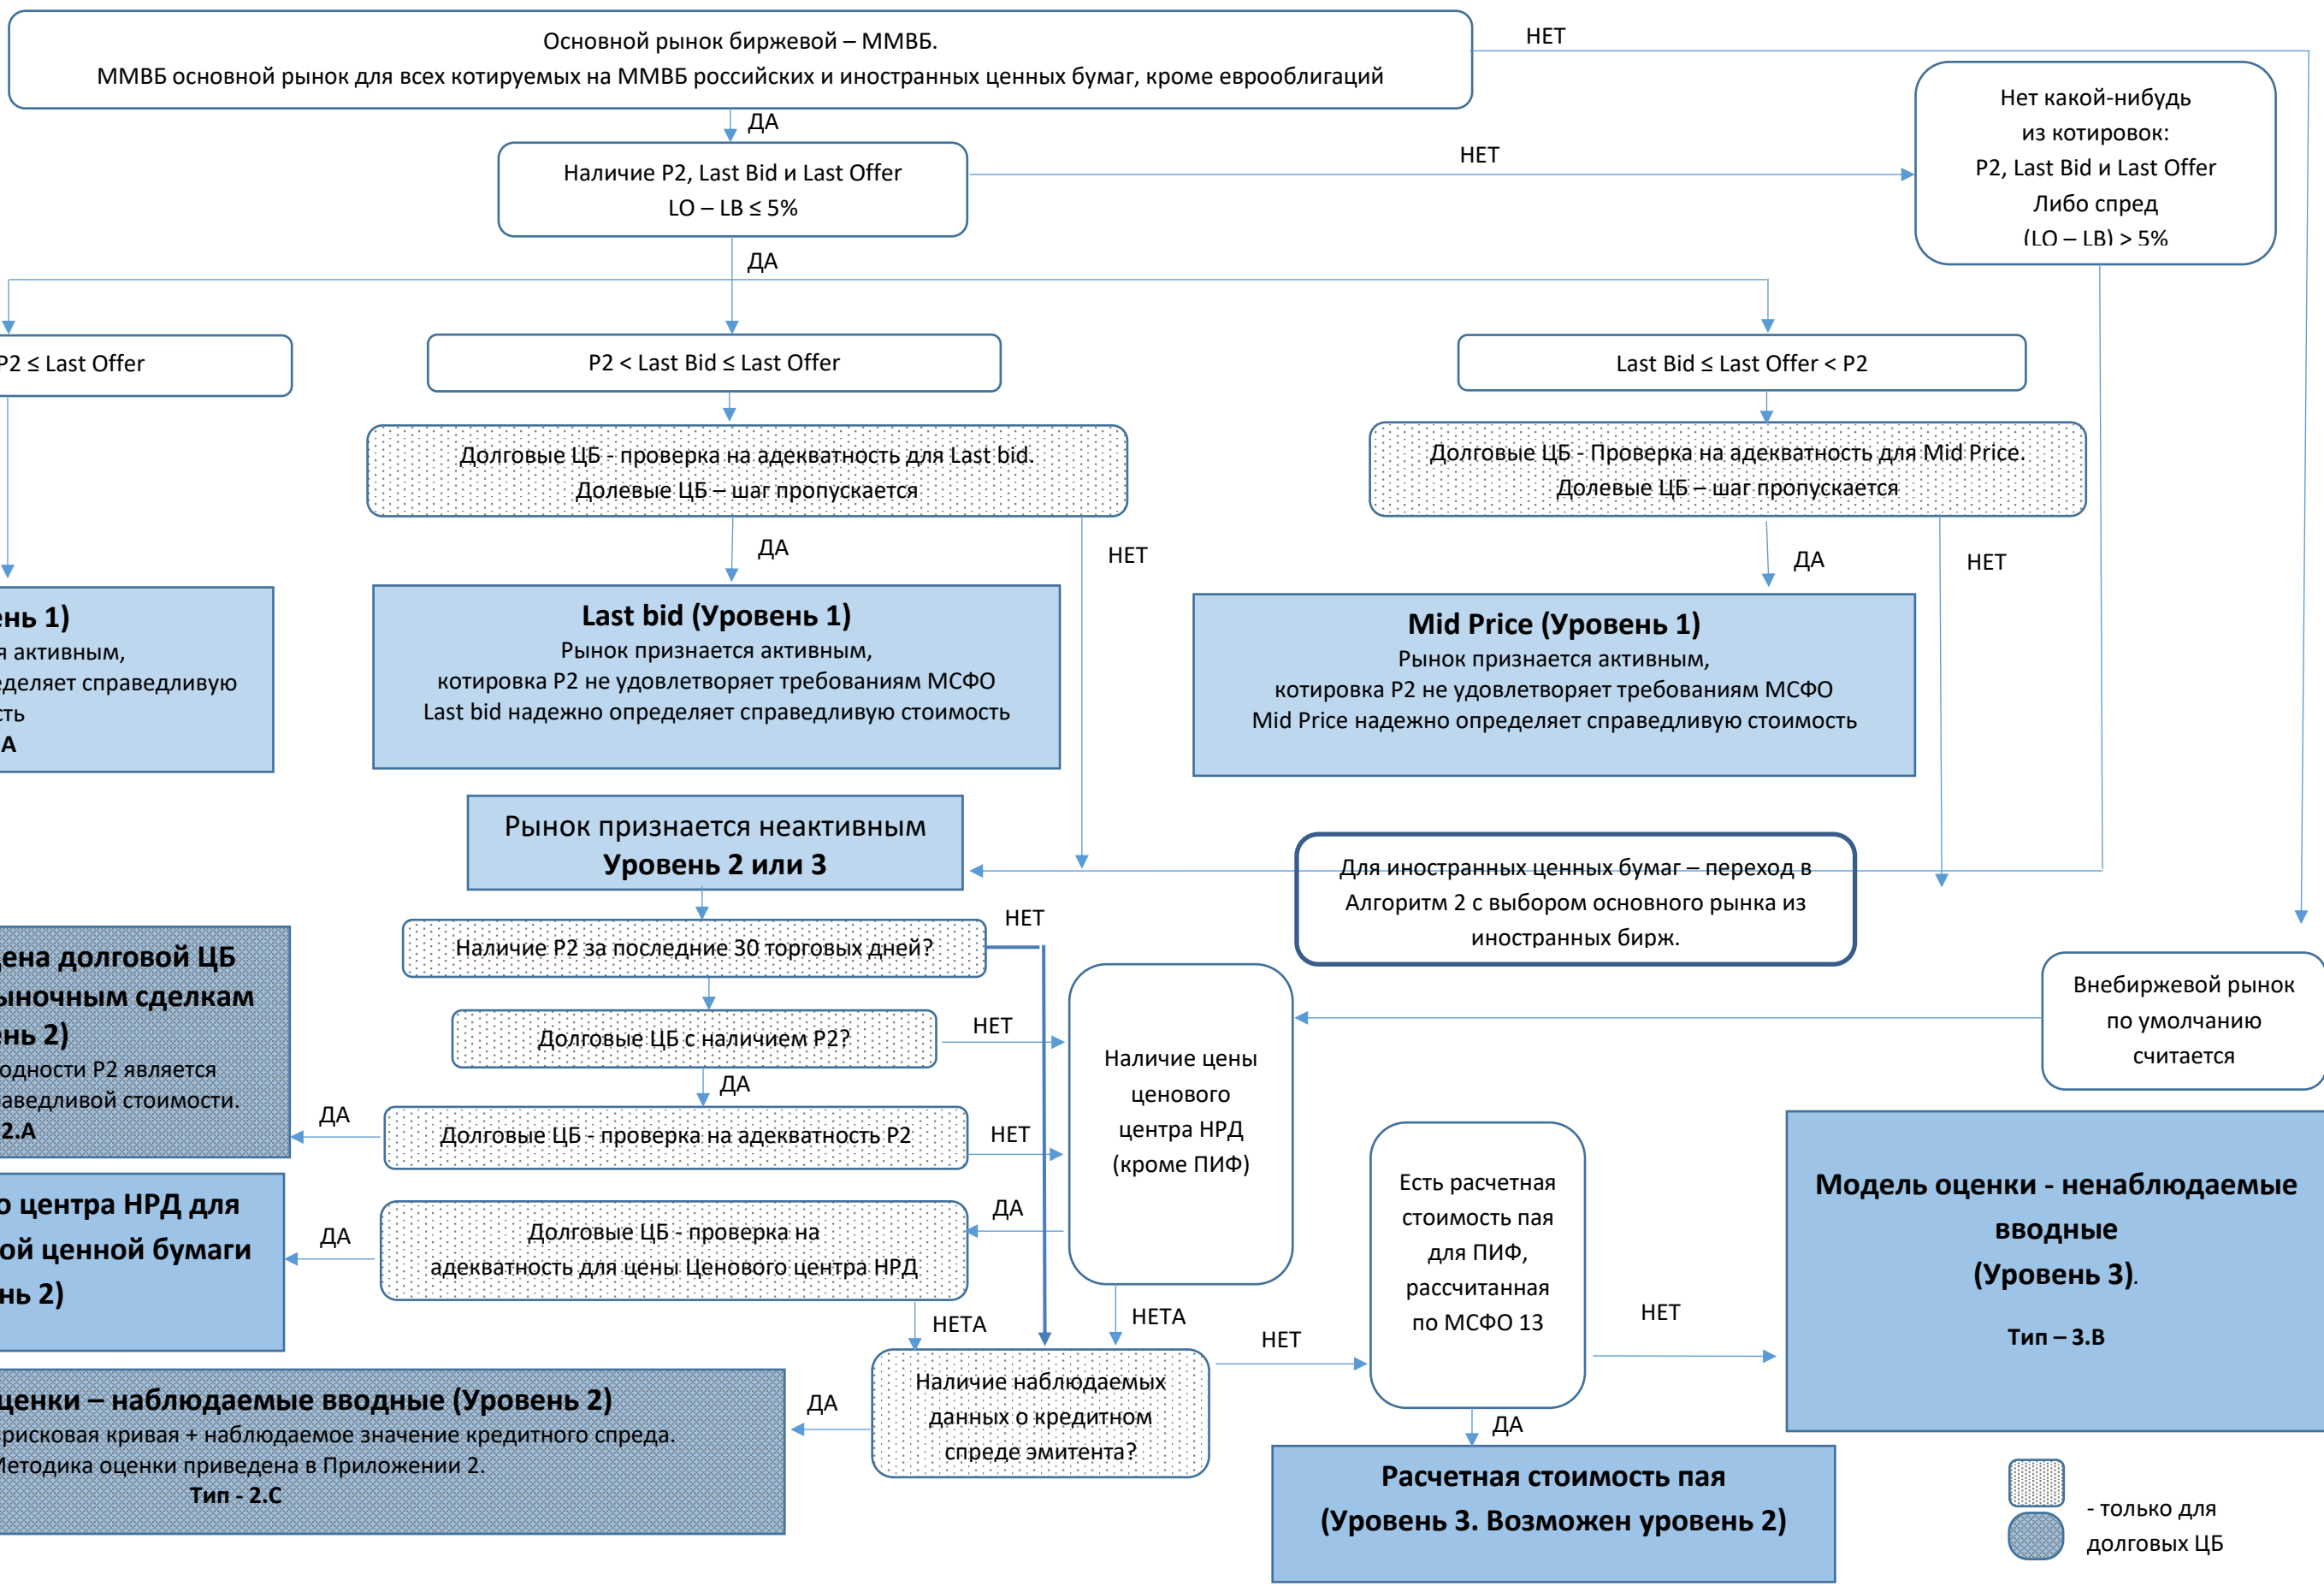 Основной рынок биржевой – ММВБ.
ММВБ основной рынок для всех котируемых на ММВБ российских и иностранных ценных бумаг, кроме еврооблигаций
НЕТ
ДА
Нет какой-нибудь
из котировок:
P2, Last Bid и Last Offer
Либо спред
(LO – LB) > 5%
Наличие P2, Last Bid и Last Offer
LO – LB ≤ 5%
НЕТ
ДА
P2 ≤ Last Offer
P2 < Last Bid ≤ Last Offer
Last Bid ≤ Last Offer < P2
Долговые ЦБ - проверка на адекватность для Last bid.
Долевые ЦБ – шаг пропускается
Долговые ЦБ - Проверка на адекватность для Mid Price.
Долевые ЦБ – шаг пропускается
ДА
НЕТ
ДА
НЕТ
ень 1)
я активным,
еделяет справедливую
сть
А
Last bid (Уровень 1)
Рынок признается активным,
котировка P2 не удовлетворяет требованиям МСФО
Last bid надежно определяет справедливую стоимость
Mid Price (Уровень 1)
Рынок признается активным,
котировка P2 не удовлетворяет требованиям МСФО
Mid Price надежно определяет справедливую стоимость
Рынок признается неактивным
Уровень 2 или 3
Для иностранных ценных бумаг – переход в
Алгоритм 2 с выбором основного рынка из
иностранных бирж.
Наличие P2 за последние 30 торговых дней?
НЕТ
Внебиржевой рынок
по умолчанию
считается
цена долговой ЦБ
ыночным сделкам
ень 2)
одности P2 является
раведливой стоимости.
2.А
Долговые ЦБ с наличием P2?
НЕТ
ДА
Наличие цены
ценового
центра НРД
(кроме ПИФ)
ДА
Долговые ЦБ - проверка на адекватность P2
НЕТ
о центра НРД для
ой ценной бумаги
нь 2)
ДА
Долговые ЦБ - проверка на
адекватность для цены Ценового центра НРД
ДА
НЕТА
НЕТА
Есть расчетная
стоимость пая
для ПИФ,
рассчитанная
по МСФО 13
НЕТ
НЕТ
ДА
Модель оценки - ненаблюдаемые
вводные
(Уровень 3).
Тип – 3.В
ценки – наблюдаемые вводные (Уровень 2)
рисковая кривая + наблюдаемое значение кредитного спреда.
Методика оценки приведена в Приложении 2.
Тип - 2.С
ДА
Наличие наблюдаемых
данных о кредитном
спреде эмитента?
Расчетная стоимость пая
(Уровень 3. Возможен уровень 2)
- только для
долговых ЦБ